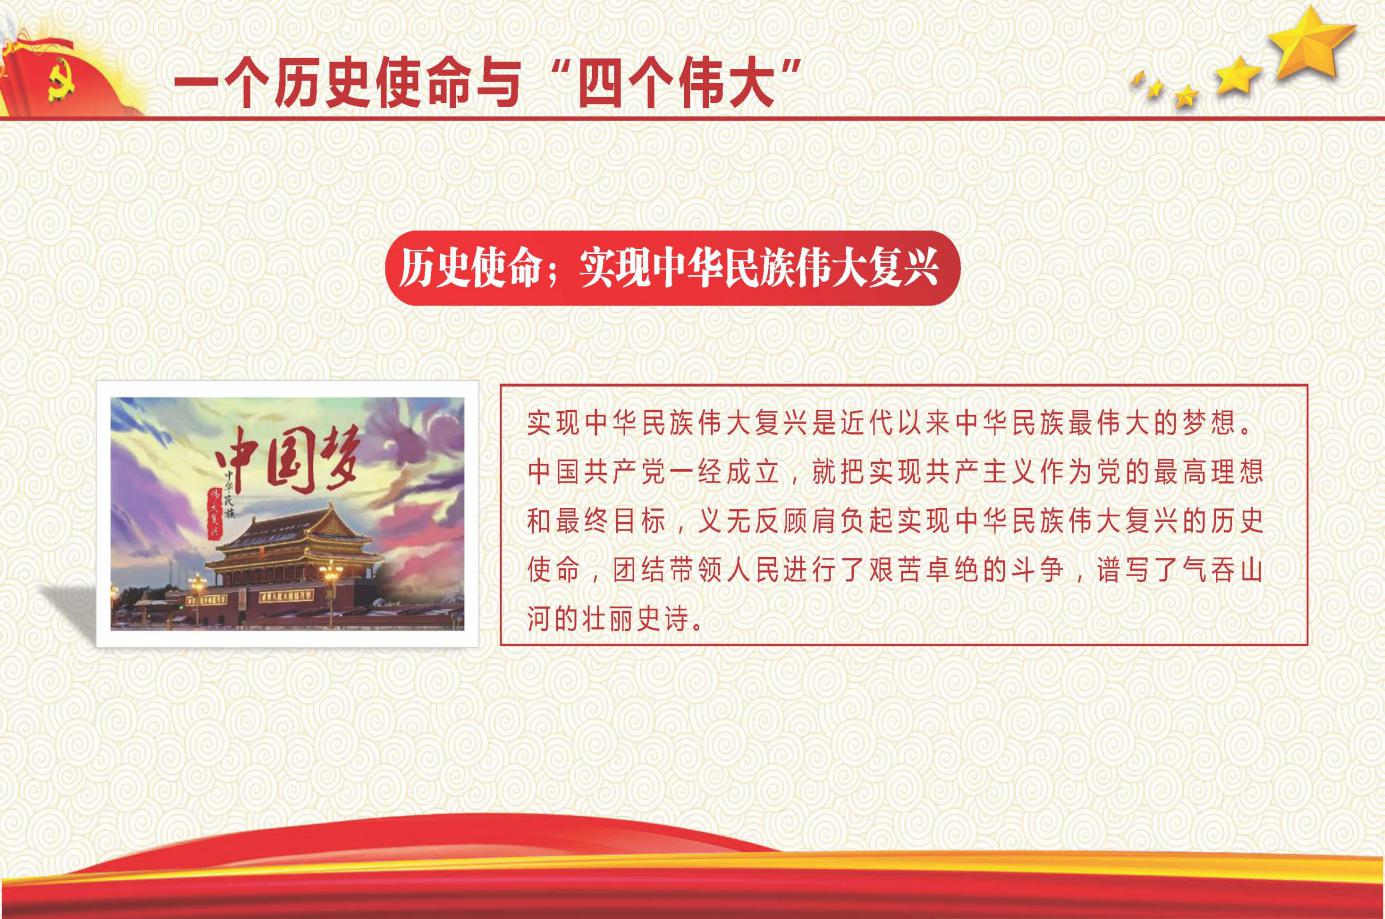 一个历史使命与“四个伟大”
历史使命；实现中华民族伟大复兴
中国梦
中华民族
伟大复兴
实现中华民族伟大复兴是近代以来中华民族最伟大的梦想。
中国共产党一经成立，就把实现共产主义作为党的最高理想
和最终目标，义无反顾肩负起实现中华民族伟大复兴的历史
使命，团结带领人民进行了艰苦卓绝的斗争，谱写了气吞山
河的壮丽史诗。